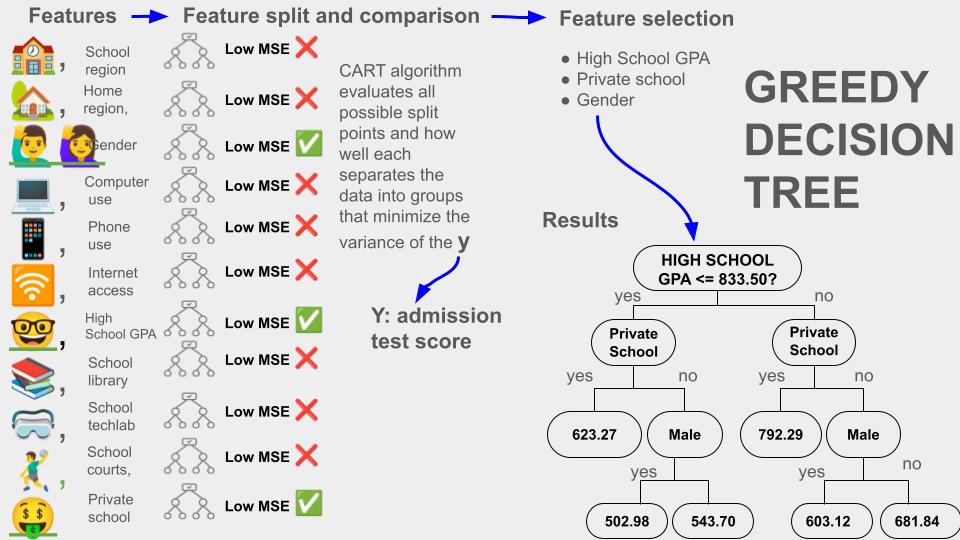 Features
Feature split and comparison
Feature selection
School
region
Low MSE
Home
region,
Low MSE
Gender
Low MSE
Computer
use
Low MSE
Phone
use
Low MSE
Internet
access
Low MSE
High
School GPA
Low MSE
School
library
Low MSE
School
techlab
Low MSE
School
courts,
Low MSE
Private
school
Low MSE
CART algorithm
evaluates all
possible split
points and how
well each
separates the
data into groups
that minimize the
variance of the y
Y: admission
test score
● High School GPA
● Private school
● Gender
GREEDY
DECISION
TREE
Results
HIGH SCHOOL
GPA <= 833.50?
yes
no
Private
School
Private
School
yes
no
yes
no
623.27
Male
792.29
Male
yes
yes
no
502.98
543.70
603.12
681.84